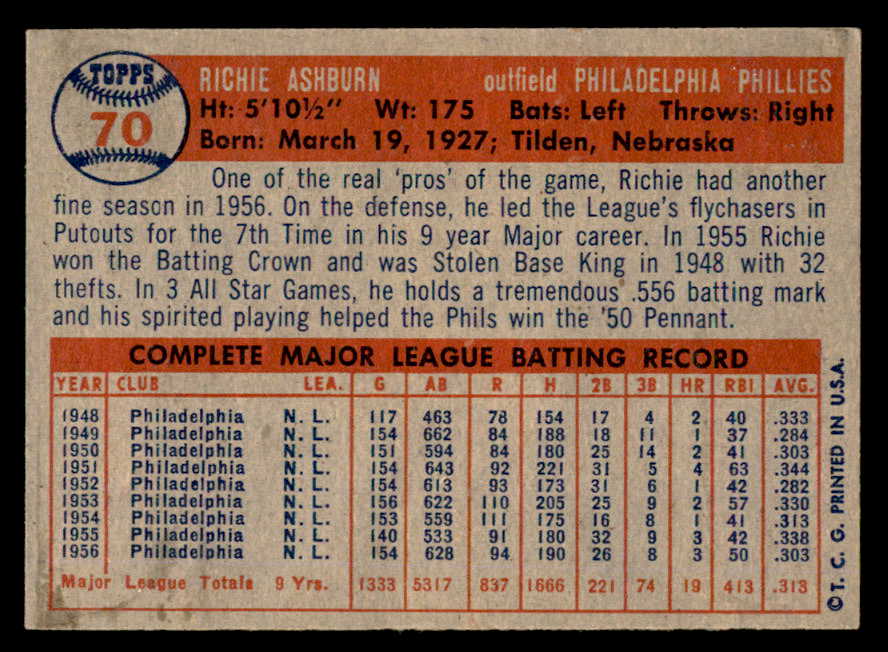 TOPPS
70
RICHIE ASHBURN outfield PHILADELPHIA PHILLIES
Ht: 5'10½" Wt: 175 Bats: Left Throws: Right
Born: March 19, 1927; Tilden, Nebraska
One of the real 'pros' of the game, Richie had another
fine season in 1956. On the defense, he led the League's flychasers in
Putouts for the 7th Time in his 9 year Major career. In 1955 Richie
won the Batting Crown and was Stolen Base King in 1948 with 32
thefts. In 3 All Star Games, he holds a tremendous .556 batting mark
and his spirited playing helped the Phils win the '50 Pennant.
COMPLETE MAJOR LEAGUE BATTING RECORD
YEAR CLUB LEA. G AB R H 2B 3B HR RBI AVG.
1948 Philadelphia N. L. 117 463 78 154 17 4 2 40 .333
1949 Philadelphia N. L. 154 662 84 188 18 11 1 37 .284
1950 Philadelphia N. L. 151 594 84 180 25 14 2 41 .303
1951 Philadelphia N. L. 154 643 92 221 31 5 4 63 .344
1952 Philadelphia N. L. 154 613 93 173 31 6 1 42 .282
1953 Philadelphia N. L. 156 622 110 205 25 9 2 57 .330
1954 Philadelphia N. L. 153 559 111 175 16 8 1 41 .313
1955 Philadelphia N. L. 140 533 91 180 32 9 3 42 .338
1956 Philadelphia N. L. 154 628 94 190 26 8 3 50 .303
Major League Totals 9 Yrs. 1333 5317 837 1666 221 74 19 413 .313
©T. C. G. PRINTED IN U.S.A.